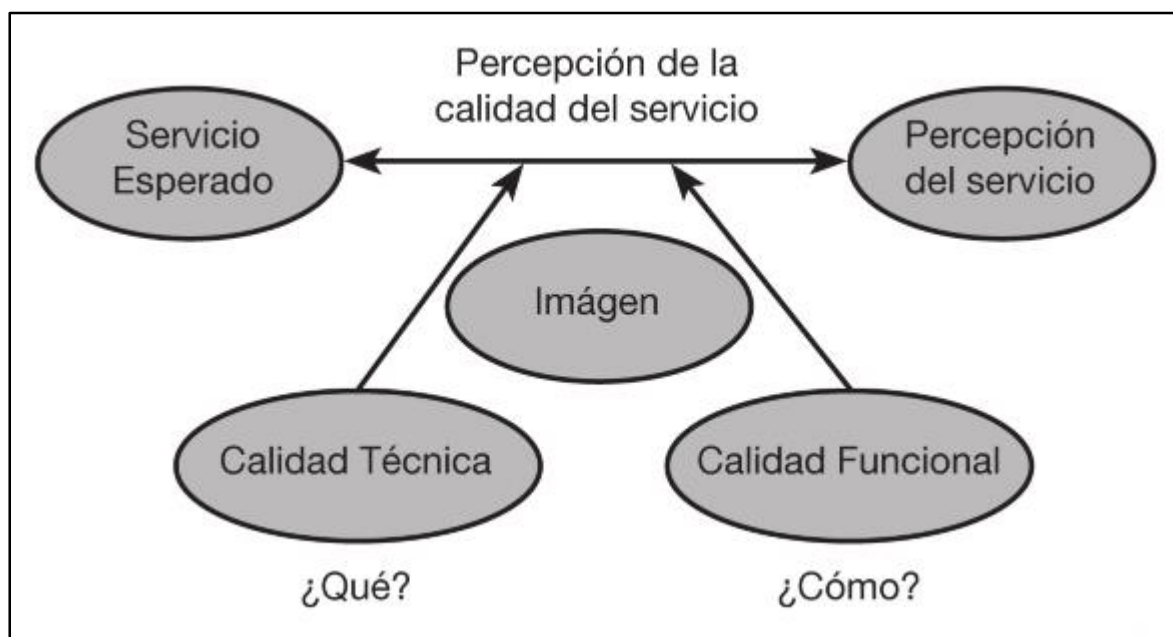 Percepción de la
calidad del servicio
Servicio
Esperado
Percepción
del servicio
Imágen
Calidad Técnica
Calidad Funcional
¿Qué?
¿Cómo?